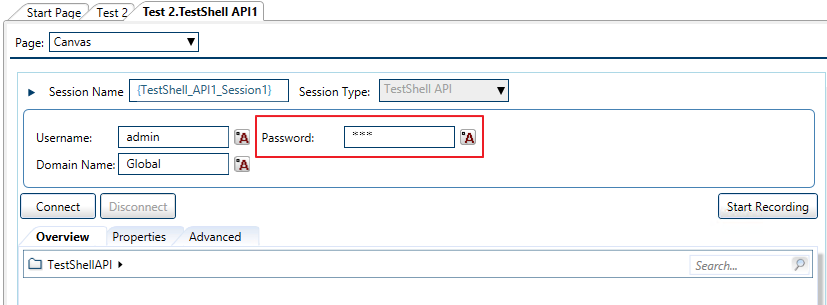 Start Page Test 2 Test 2.TestShell API1
Page: Canvas
Session Name {TestShell_API1_Session1} Session Type: TestShell API
Username: admin A Password: *** A
Domain Name: Global A
Connect Disconnect Start Recording
Overview Properties Advanced
TestShellAPI Search...